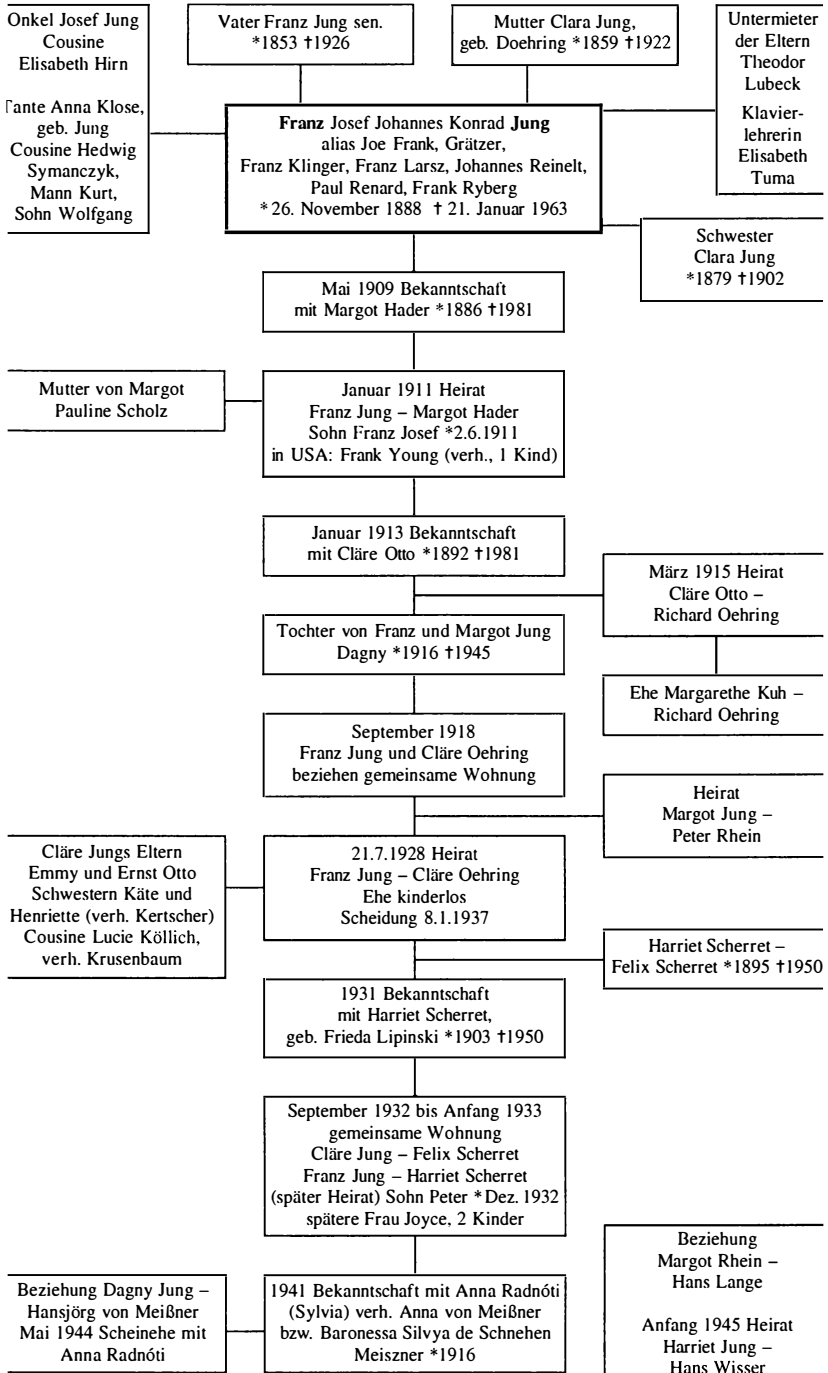 Onkel Josef Jung
Cousine
Elisabeth Hirn
Tante Anna Klose,
geb. Jung
Cousine Hedwig
Symanczyk,
Mann Kurt,
Sohn Wolfgang
Vater Franz Jung sen.
*1853 †1926
Mutter Clara Jung,
geb. Doehring *1859 †1922
Untermieter
der Eltern
Theodor
Lubeck
Klavier-
lehrerin
Elisabeth
Tuma
Franz Josef Johannes Konrad Jung
alias Joe Frank, Grätzer,
Franz Klinger, Franz Larsz, Johannes Reinelt,
Paul Renard, Frank Ryberg
*26. November 1888 † 21. Januar 1963
Schwester
Clara Jung
*1879 †1902
Mai 1909 Bekanntschaft
mit Margot Hader *1886 †1981
Mutter von Margot
Pauline Scholz
Januar 1911 Heirat
Franz Jung – Margot Hader
Sohn Franz Josef *2.6.1911
in USA: Frank Young (verh., 1 Kind)
Januar 1913 Bekanntschaft
mit Cläre Otto *1892 †1981
März 1915 Heirat
Cläre Otto –
Richard Oehring
Tochter von Franz und Margot Jung
Dagny *1916 †1945
Ehe Margarethe Kuh –
Richard Oehring
September 1918
Franz Jung und Cläre Oehring
beziehen gemeinsame Wohnung
Heirat
Margot Jung –
Peter Rhein
Cläre Jungs Eltern
Emmy und Ernst Otto
Schwestern Käte und
Henriette (verh. Kertscher)
Cousine Lucie Köllich,
verh. Krusenbaum
21.7.1928 Heirat
Franz Jung – Cläre Oehring
Ehe kinderlos
Scheidung 8.1.1937
Harriet Scherret –
Felix Scherret *1895 †1950
1931 Bekanntschaft
mit Harriet Scherret,
geb. Frieda Lipinski *1903 †1950
September 1932 bis Anfang 1933
gemeinsame Wohnung
Cläre Jung – Felix Scherret
Franz Jung – Harriet Scherret
(später Heirat) Sohn Peter *Dez. 1932
spätere Frau Joyce, 2 Kinder
Beziehung Dagny Jung –
Hansjörg von Meißner
Mai 1944 Scheinehe mit
Anna Radnóti
1941 Bekanntschaft mit Anna Radnóti
(Sylvia) verh. Anna von Meißner
bzw. Baronessa Silvya de Schnehen
Meiszner *1916
Beziehung
Margot Rhein –
Hans Lange
Anfang 1945 Heirat
Harriet Jung –
Hans Wisser